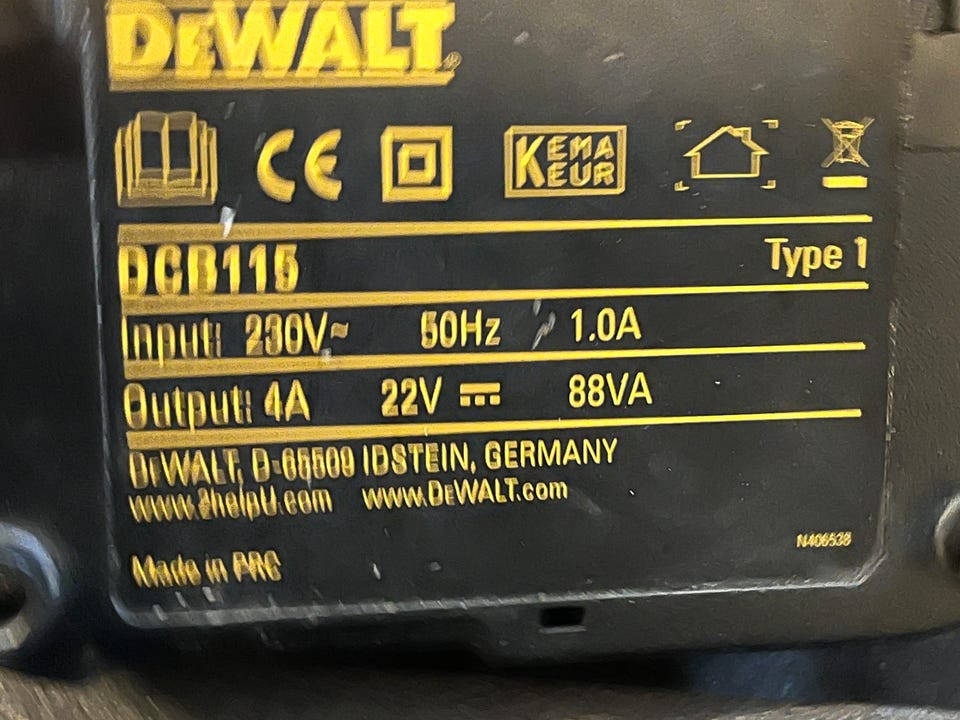 DEWALT®
CE
KEMA
KEUR
DCB115 Type 1
Input: 230V~ 50Hz 1.0A
Output: 4A 22V ⎓ 88VA
DEWALT, D-65509 IDSTEIN, GERMANY
www.2helpU.com www.DEWALT.com
N406538
Made in PRC